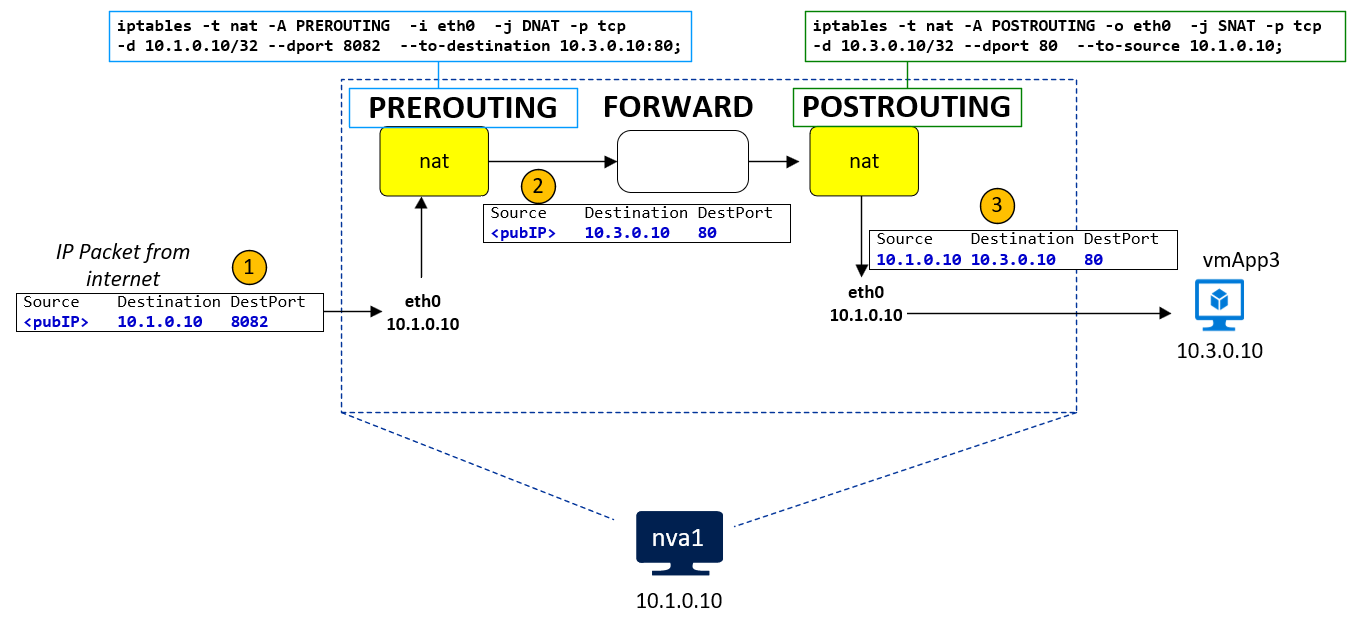 iptables -t nat -A PREROUTING  -i eth0  -j DNAT -p tcp
-d 10.1.0.10/32 --dport 8082  --to-destination 10.3.0.10:80;
iptables -t nat -A POSTROUTING -o eth0  -j SNAT -p tcp
-d 10.3.0.10/32 --dport 80  --to-source 10.1.0.10;
PREROUTING
FORWARD
POSTROUTING
nat
nat
2
Source    Destination DestPort
<pubIP>   10.3.0.10   80
3
Source    Destination DestPort
10.1.0.10 10.3.0.10   80
IP Packet from
internet
1
Source    Destination DestPort
<pubIP>   10.1.0.10   8082
eth0
10.1.0.10
eth0
10.1.0.10
vmApp3
10.3.0.10
nva1
10.1.0.10